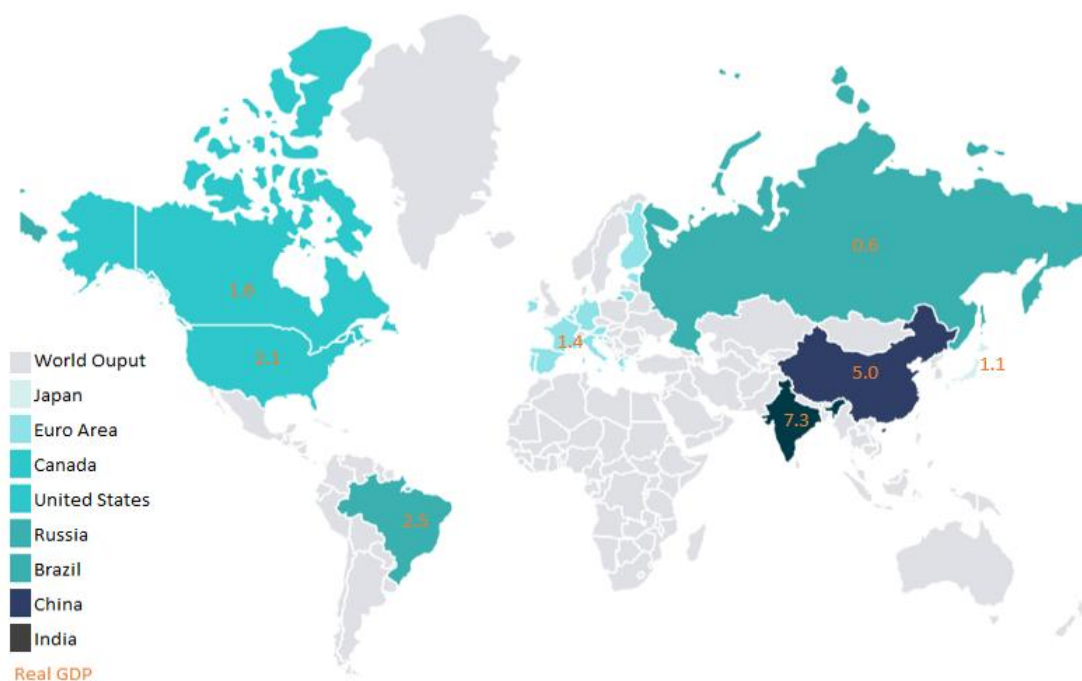 0.6
1.6
1.4
2.1
1.1
5.0
7.3
2.5
World Ouput
Japan
Euro Area
Canada
United States
Russia
Brazil
China
India
Real GDP